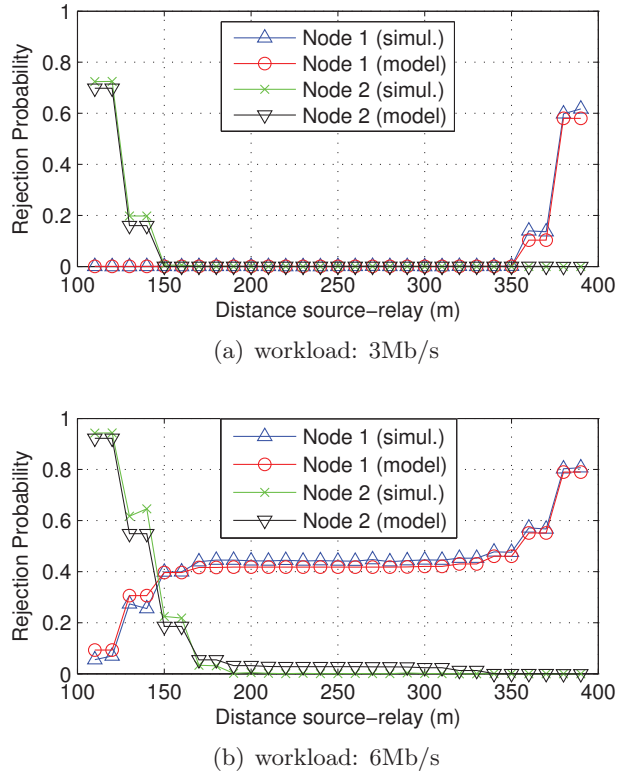 1
0.8
0.6
0.4
0.2
0
Rejection Probability
Node 1 (simul.)
Node 1 (model)
Node 2 (simul.)
Node 2 (model)
100 150 200 250 300 350 400
Distance source−relay (m)
(a) workload: 3Mb/s
1
0.8
0.6
0.4
0.2
0
Rejection Probability
Node 1 (simul.)
Node 1 (model)
Node 2 (simul.)
Node 2 (model)
100 150 200 250 300 350 400
Distance source−relay (m)
(b) workload: 6Mb/s